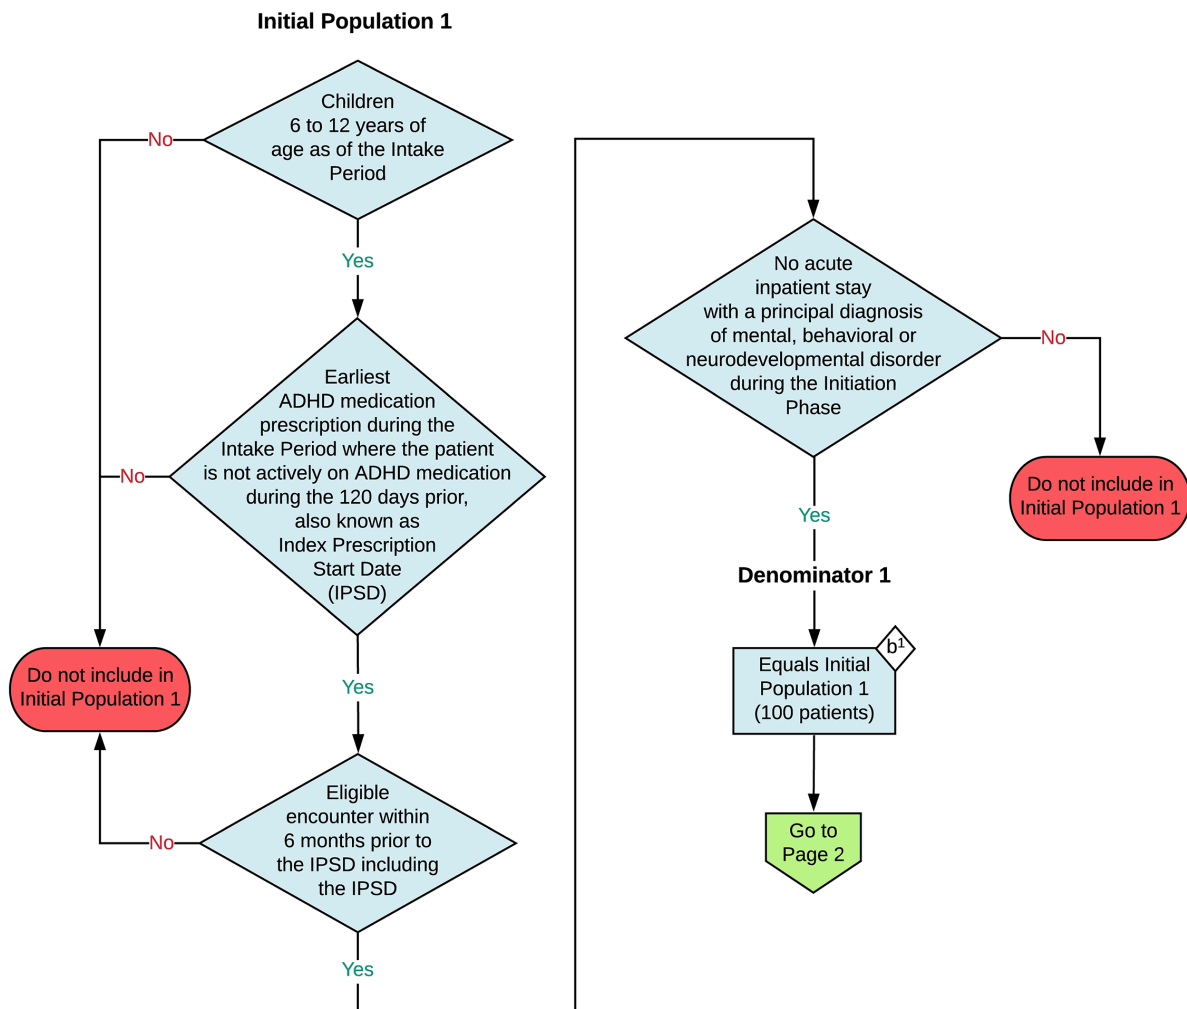 Initial Population 1
Children
6 to 12 years of
age as of the Intake
Period
No
Yes
Earliest
ADHD medication
prescription during the
Intake Period where the patient
is not actively on ADHD medication
during the 120 days prior,
also known as
Index Prescription
Start Date
(IPSD)
No
Do not include in
Initial Population 1
Yes
Eligible
encounter within
6 months prior to
the IPSD including
the IPSD
No
Yes
No acute
inpatient stay
with a principal diagnosis
of mental, behavioral or
neurodevelopmental disorder
during the Initiation
Phase
No
Do not include in
Initial Population 1
Yes
Denominator 1
b¹
Equals Initial
Population 1
(100 patients)
Go to
Page 2